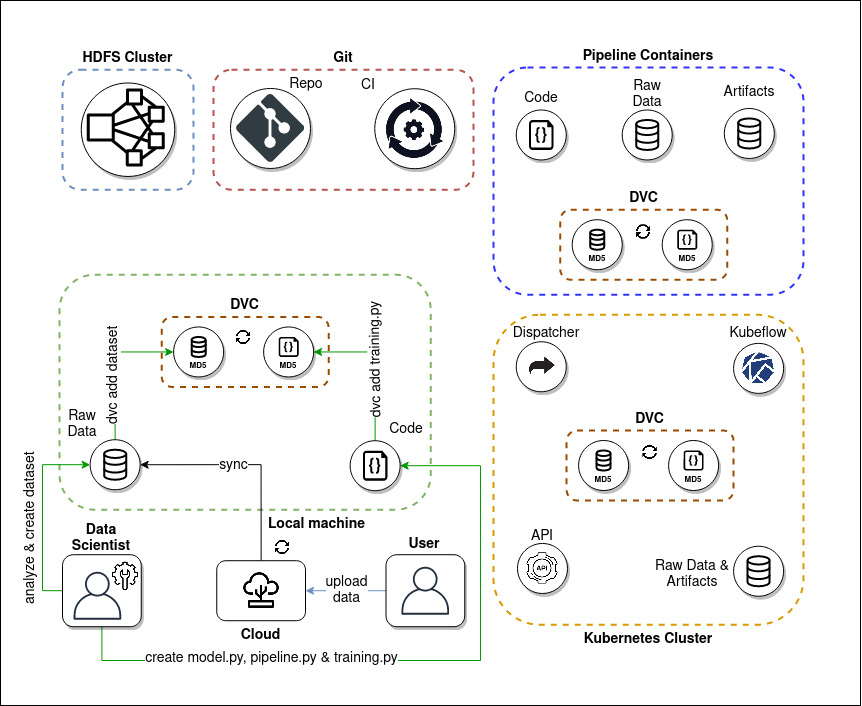 HDFS Cluster
Git
Repo
CI
Pipeline Containers
Code
Raw
Data
Artifacts
DVC
MD5
MD5
DVC
MD5
MD5
dvc add dataset
dvc add training.py
Raw
Data
Code
sync
analyze & create dataset
Local machine
Data
Scientist
User
upload
data
Cloud
create model.py, pipeline.py & training.py
Dispatcher
Kubeflow
DVC
MD5
MD5
API
API
Raw Data &
Artifacts
Kubernetes Cluster